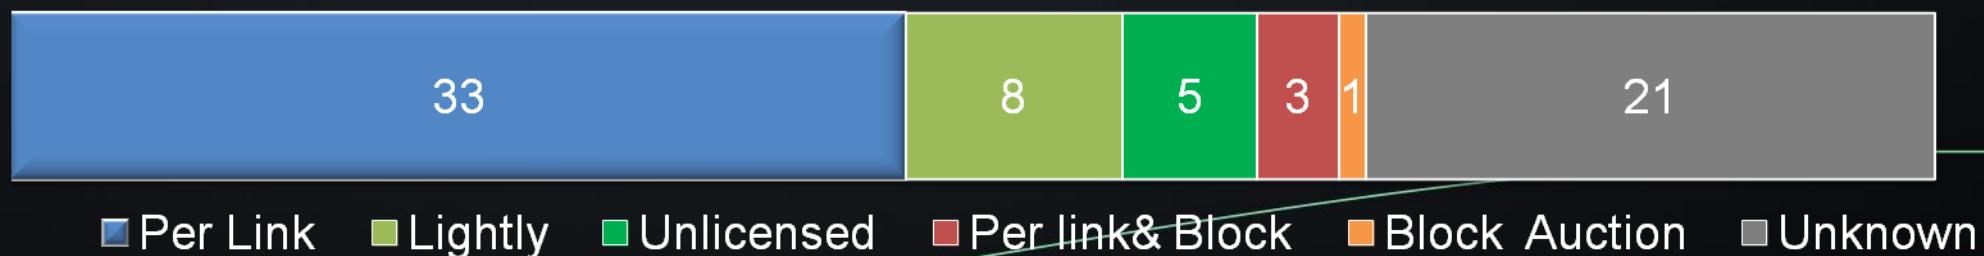 33 8 5 3 1 21
Per Link Lightly Unlicensed Per link& Block Block Auction Unknown